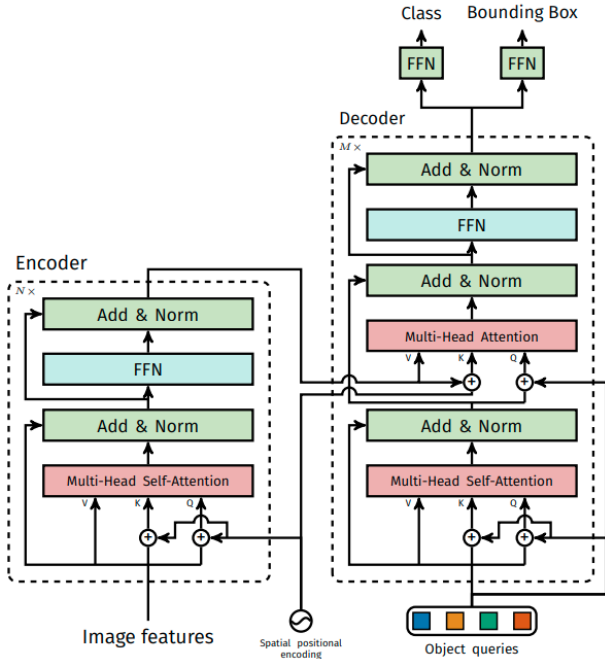 Class
Bounding Box
FFN
FFN
Decoder
M ×
Add & Norm
FFN
Add & Norm
Multi-Head Attention
V
K
Q
Add & Norm
Multi-Head Self-Attention
V
K
Q
Encoder
N ×
Add & Norm
FFN
Add & Norm
Multi-Head Self-Attention
V
K
Q
Image features
Spatial positional
encoding
Object queries